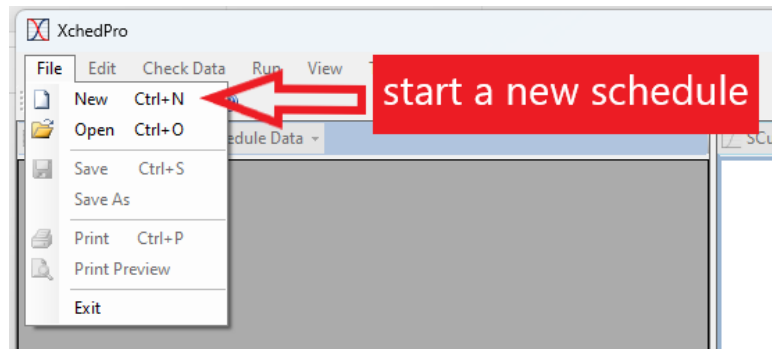 XchedPro
File Edit Check Data Run View
start a new schedule
New Ctrl+N
Open Ctrl+O
edule Data
SCu
Save Ctrl+S
Save As
Print Ctrl+P
Print Preview
Exit